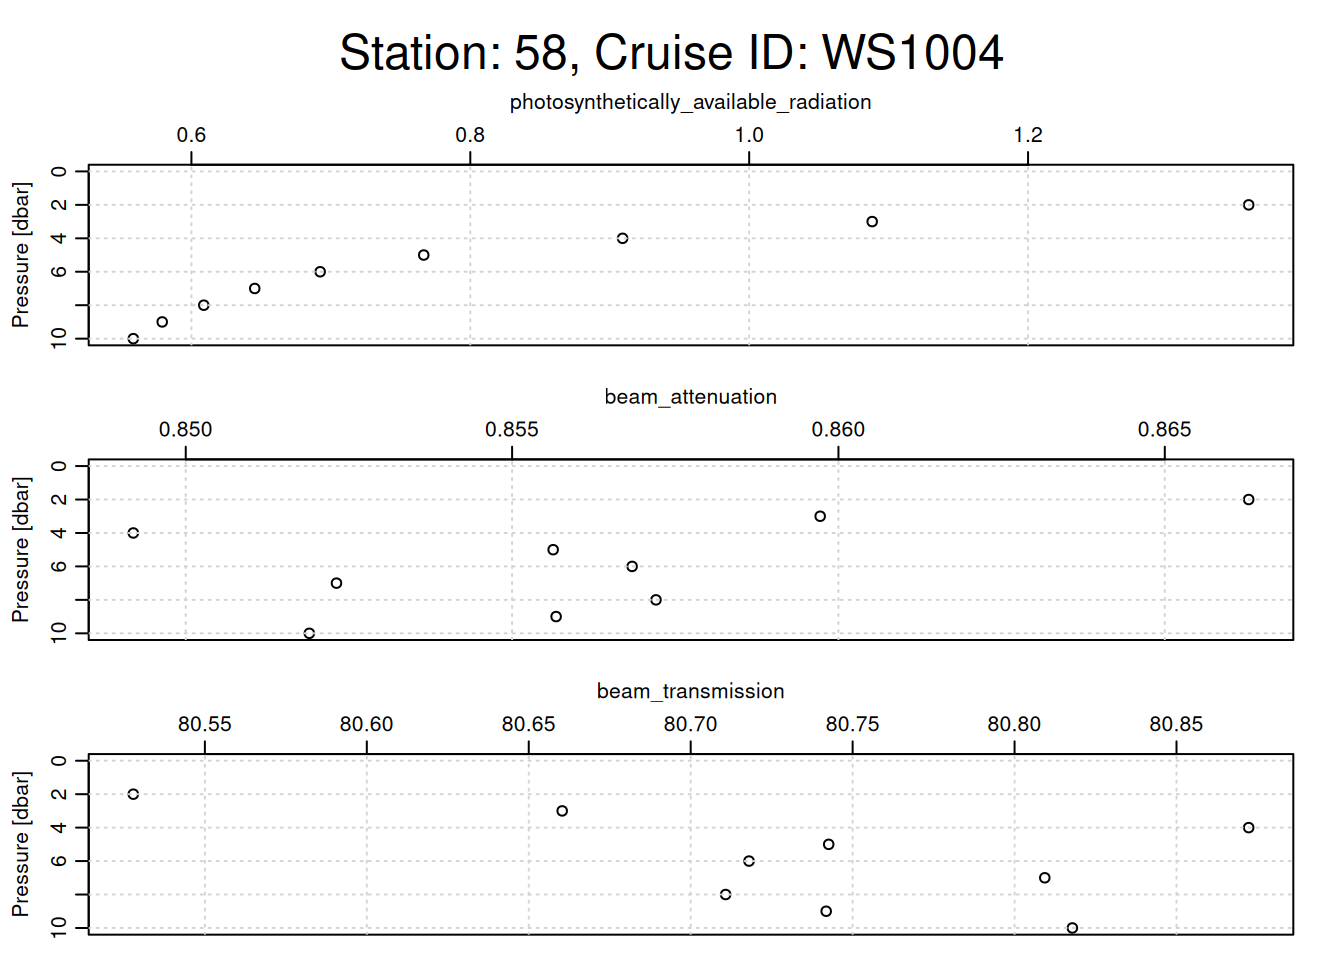 Station: 58, Cruise ID: WS1004
photosynthetically_available_radiation
0.6 0.8 1.0 1.2
Pressure [dbar]
0
2
4
6
10
beam_attenuation
0.850 0.855 0.860 0.865
Pressure [dbar]
0
2
4
6
10
beam_transmission
80.55 80.60 80.65 80.70 80.75 80.80 80.85
Pressure [dbar]
0
2
4
6
10